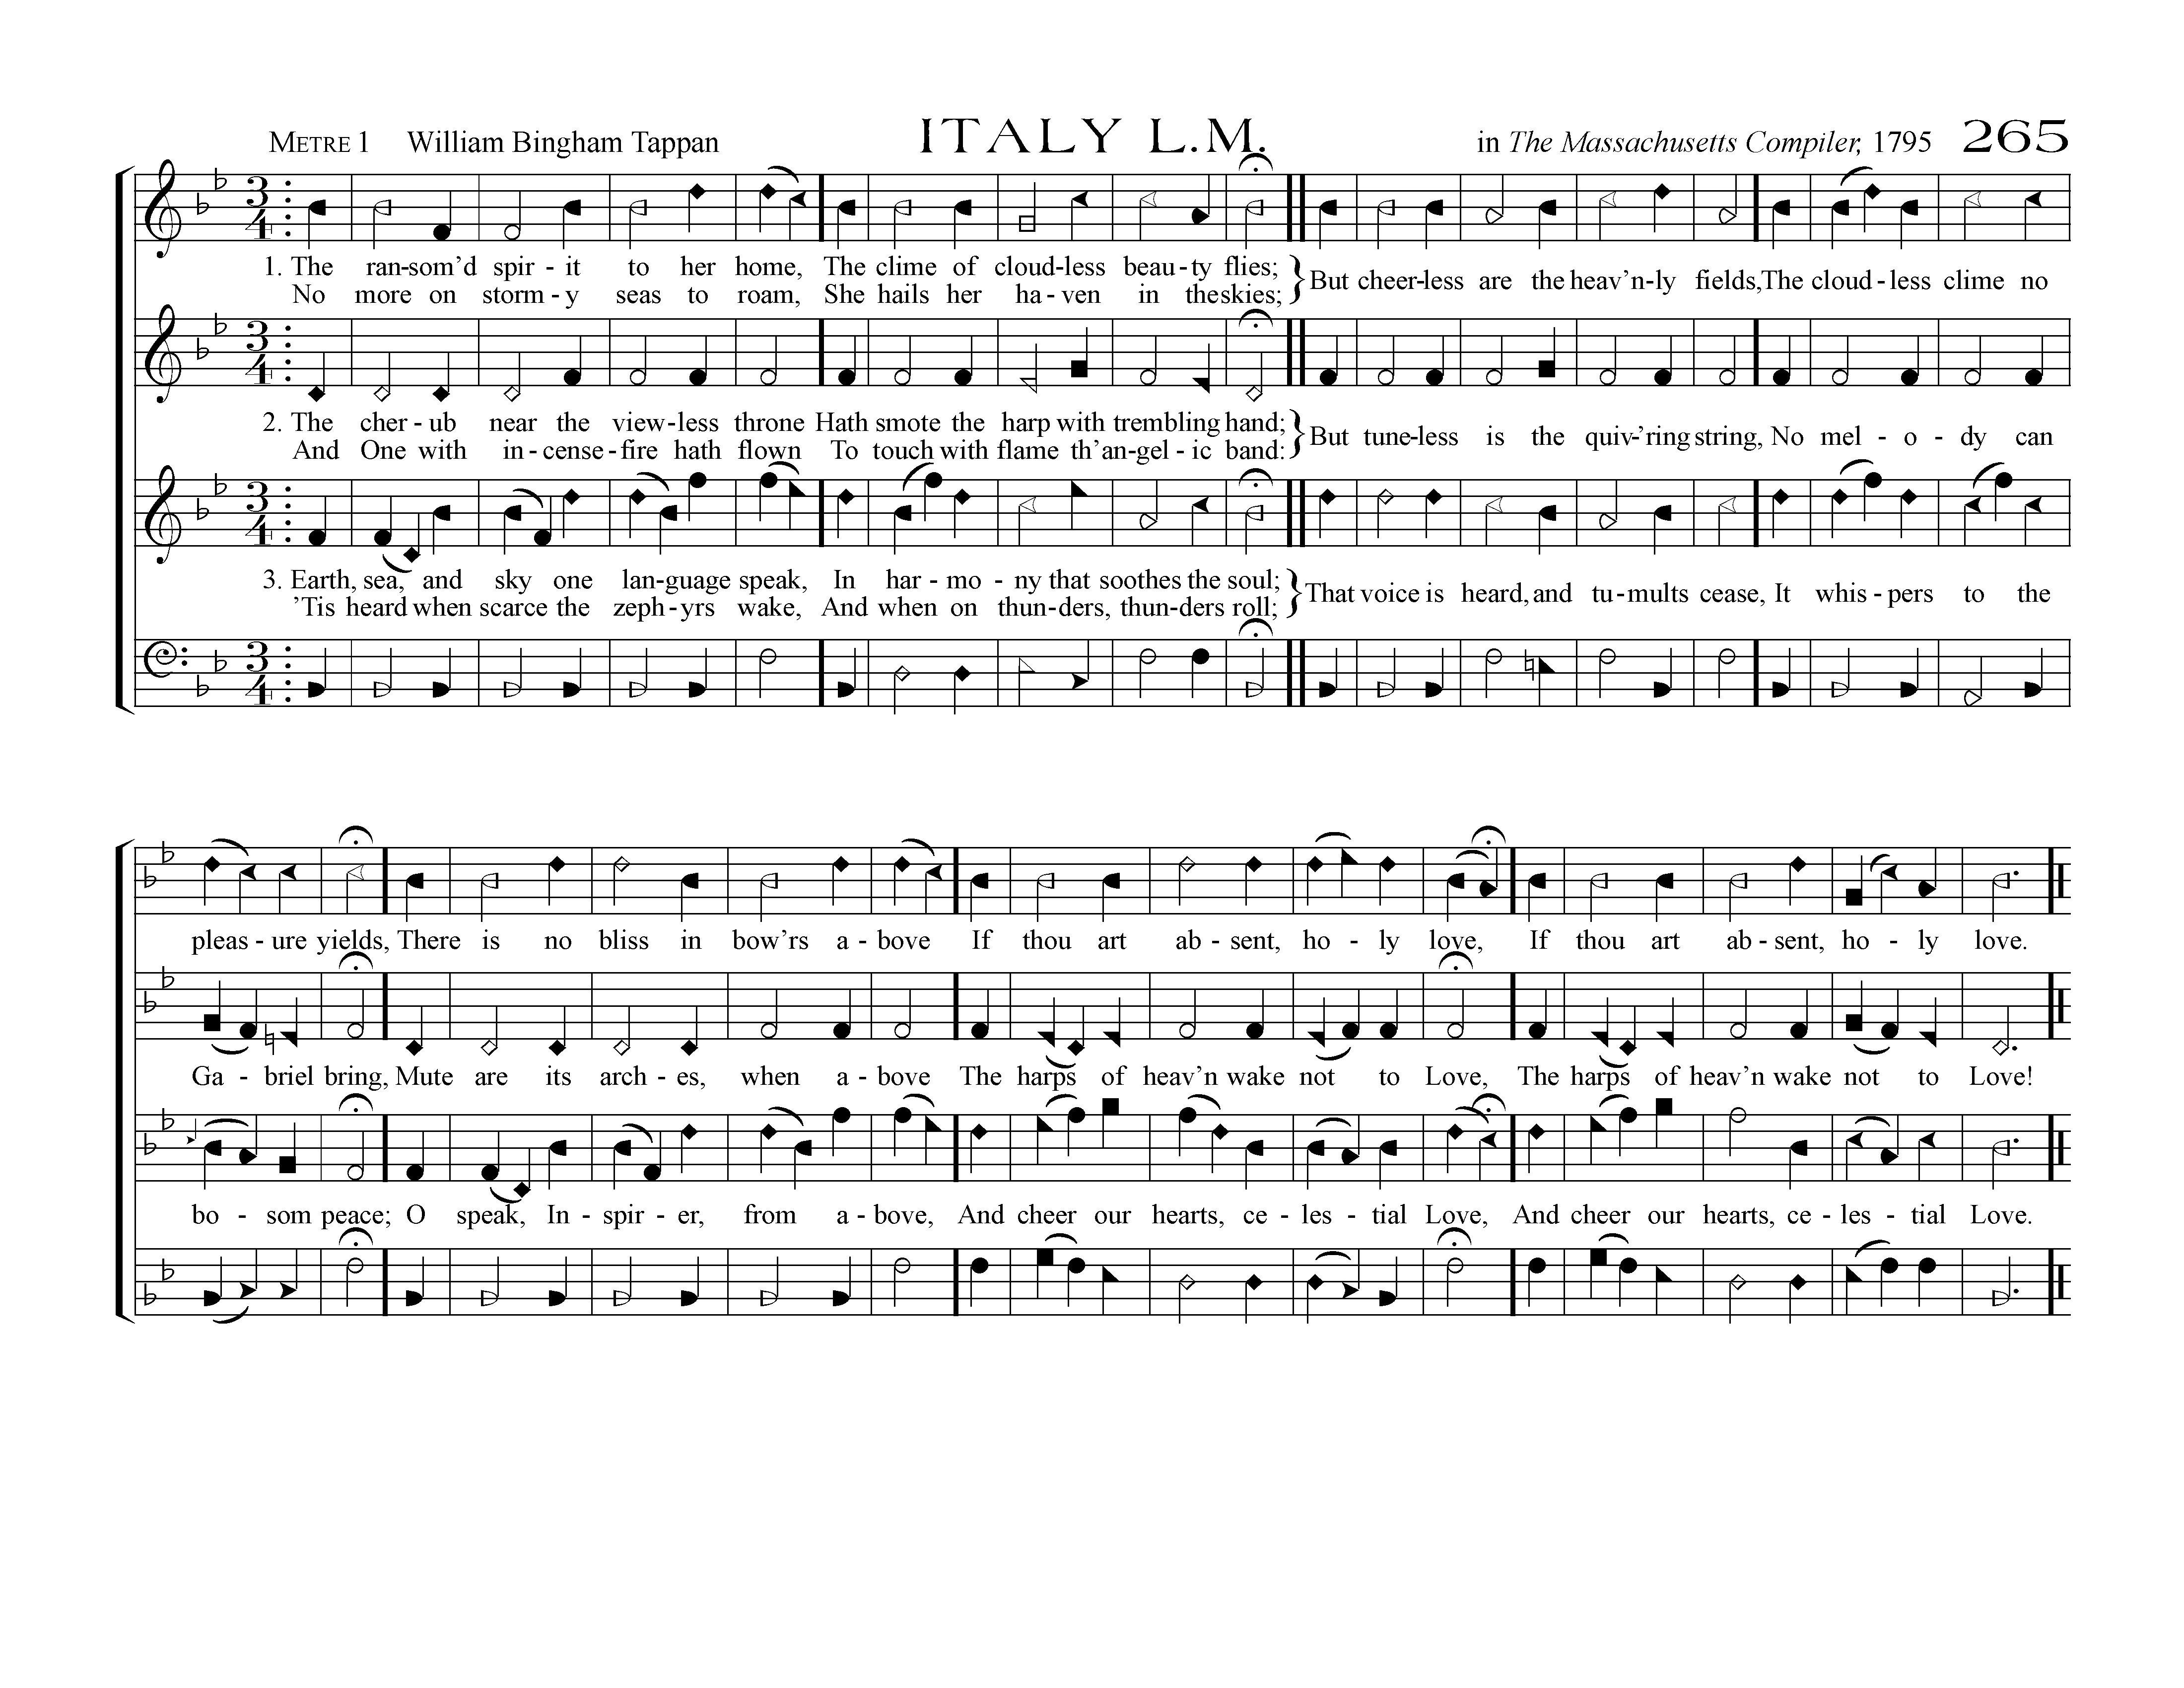 METRE 1 William Bingham Tappan ITALY L.M. in The Massachusetts Compiler, 1795 265
3 4
1. The ran-som'd spir - it to her home, The clime of cloud-less beau-ty flies; } But cheer-less are the heav'n-ly fields, The cloud - less clime no
No more on storm - y seas to roam, She hails her ha - ven in the skies;
3 4
2. The cher - ub near the view-less throne Hath smote the harp with trembling hand; } But tune-less is the quiv-'ring string, No mel - o - dy can
And One with in - cense - fire hath flown To touch with flame th'an-gel - ic band:
3 4
3. Earth, sea, and sky one lan-guage speak, In har - mo - ny that soothes the soul; } That voice is heard, and tu-mults cease, It whis - pers to the
'Tis heard when scarce the zeph-yrs wake, And when on thun-ders, thun-ders roll;
3 4
pleas - ure yields, There is no bliss in bow'rs a - bove If thou art ab - sent, ho - ly love, If thou art ab - sent, ho - ly love.
Ga - briel bring, Mute are its arch - es, when a - bove The harps of heav'n wake not to Love, The harps of heav'n wake not to Love!
bo - som peace; O speak, In - spir - er, from a - bove, And cheer our hearts, ce - les - tial Love, And cheer our hearts, ce - les - tial Love.